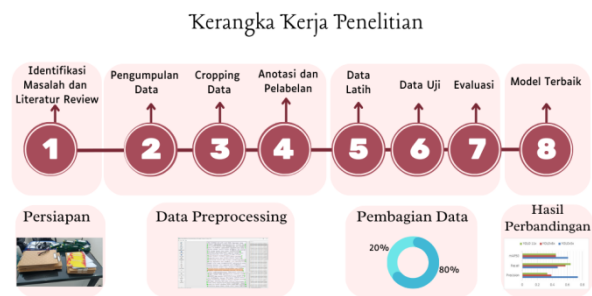 Kerangka Kerja Penelitian
Identifikasi
Masalah dan
Literatur Review
Pengumpulan
Data
Cropping
Data
Anotasi dan
Pelabelan
Data
Latih
Data Uji
Evaluasi
Model Terbaik
1
2
3
4
5
6
7
8
Persiapan
Data Preprocessing
Pembagian Data
Hasil
Perbandingan
20%
80%